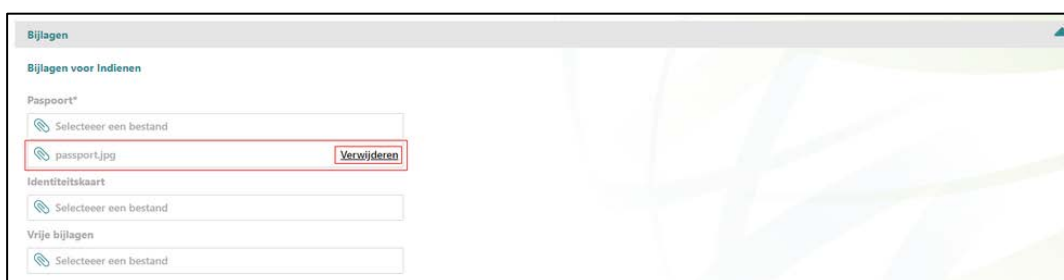 Bijlagen
Bijlagen voor Indienen
Paspoort*
Selecteeer een bestand
passport.jpg Verwijderen
Identiteitskaart
Selecteeer een bestand
Vrije bijlagen
Selecteeer een bestand